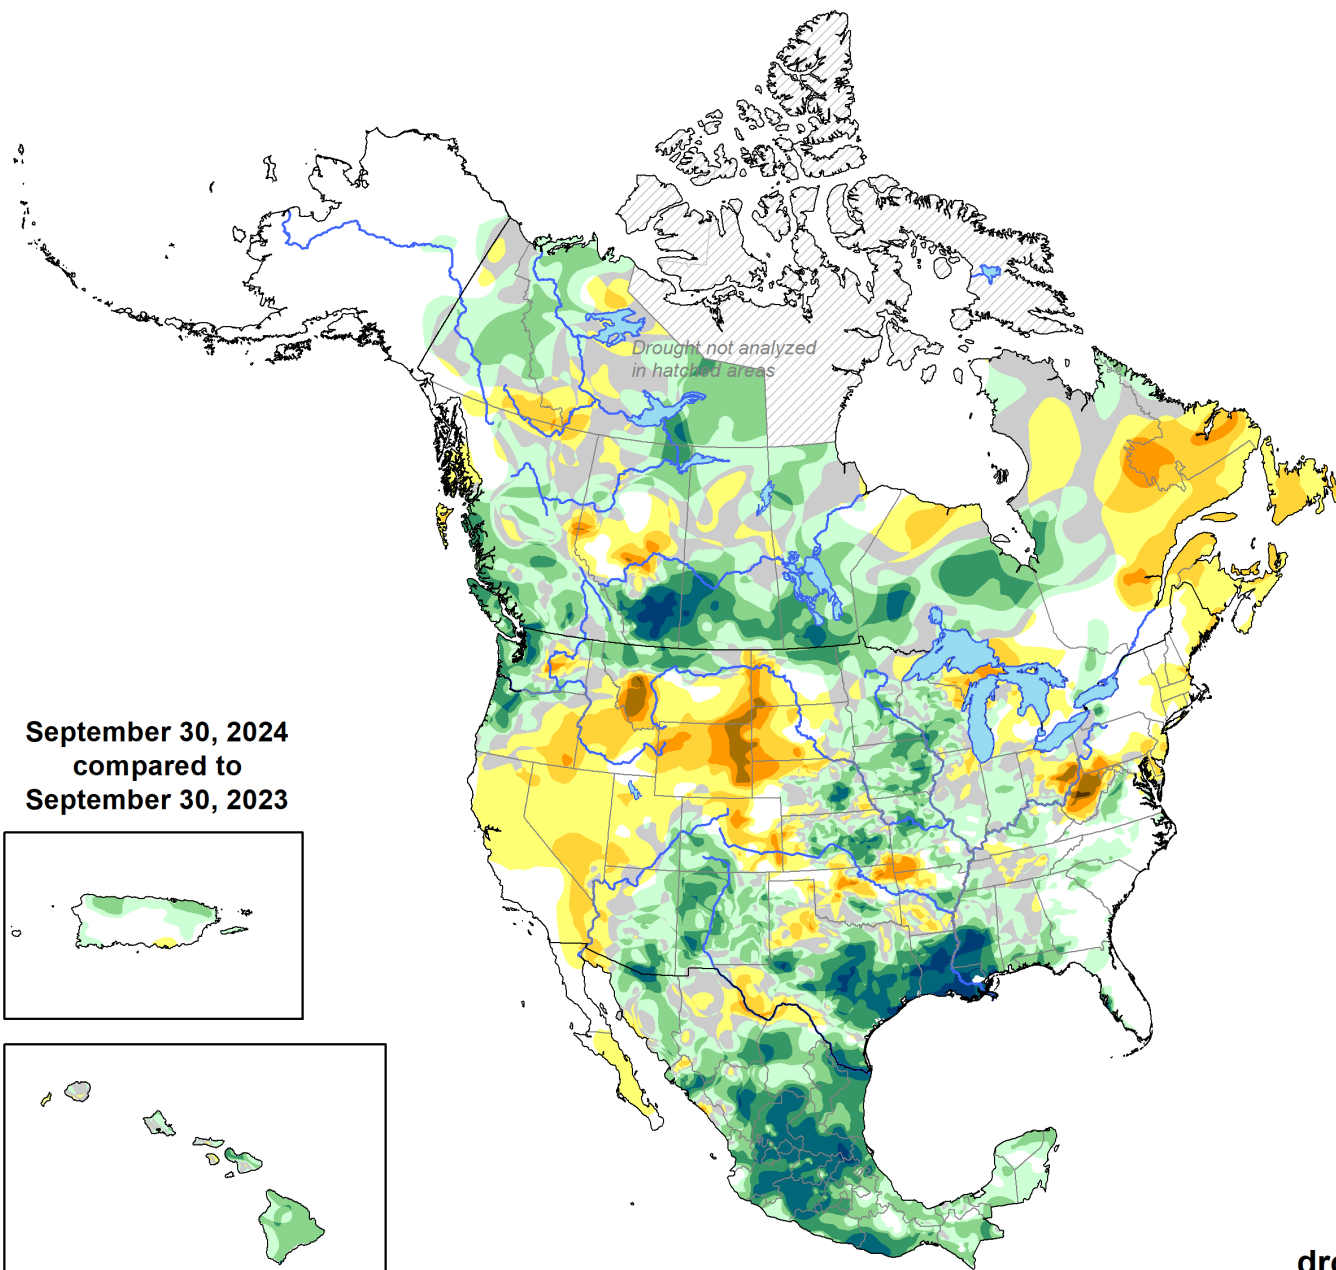 Drought not analyzed
in hatched areas
September 30, 2024
compared to
September 30, 2023